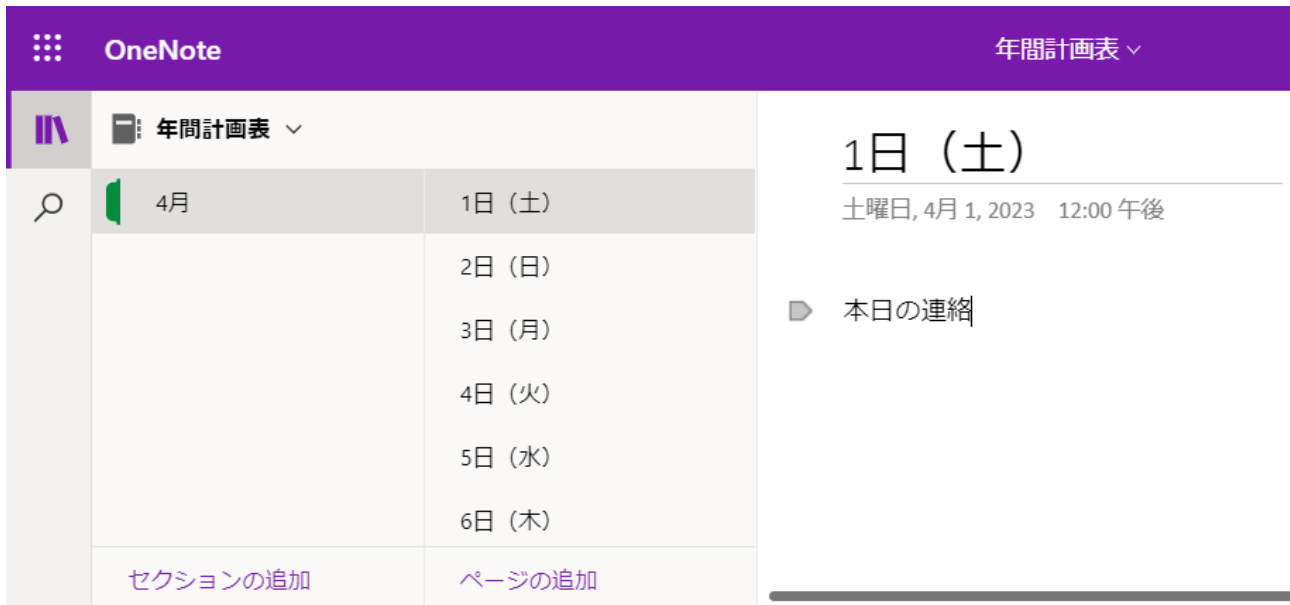 OneNote
年間計画表
年間計画表
4月
1日（土）
2日（日）
3日（月）
4日（火）
5日（水）
6日（木）
セクションの追加
ページの追加
1日（土）
土曜日, 4月 1, 2023 12:00 午後
本日の連絡